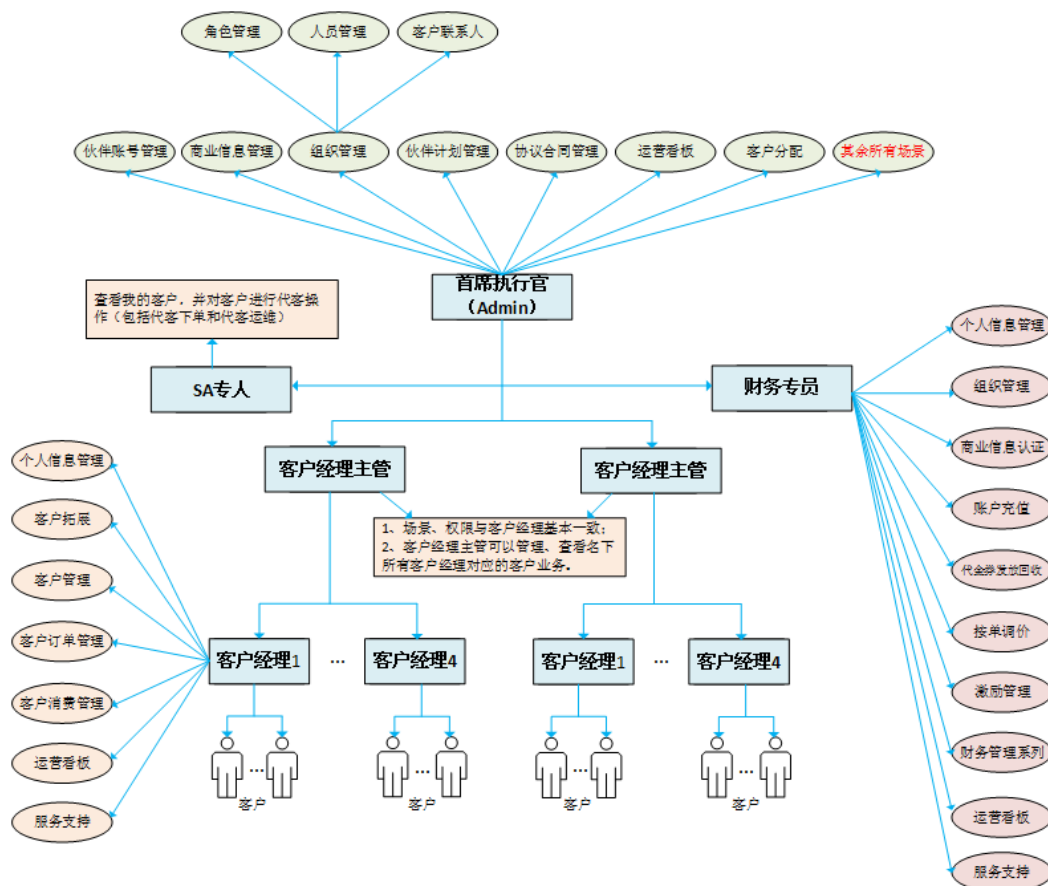 角色管理
人员管理
客户联系人
伙伴账号管理
商业信息管理
组织管理
伙伴计划管理
协议合同管理
运营看板
客户分配
其余所有场景
首席执行官
（Admin）
查看我的客户，并对客户进行代客操
作（包括代客下单和代客运维）
SA专人
财务专员
个人信息管理
组织管理
商业信息认证
账户充值
代金券发放回收
按单调价
激励管理
财务管理系列
运营看板
服务支持
客户经理主管
客户经理主管
1、场景、权限与客户经理基本一致；
2、客户经理主管可以管理、查看名下
所有客户经理对应的客户业务。
个人信息管理
客户拓展
客户管理
客户订单管理
客户消费管理
运营看板
服务支持
客户经理1
...
客户经理4
客户经理1
...
客户经理4
...
...
...
...
客户
客户
客户
客户